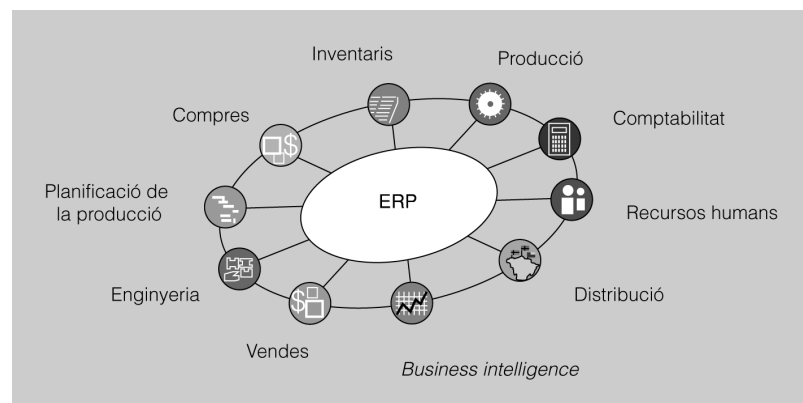 Inventaris
Producció
Compres
Comptabilitat
Planificació de
la producció
ERP
Recursos humans
Enginyeria
Distribució
Vendes
Business intelligence
$
$